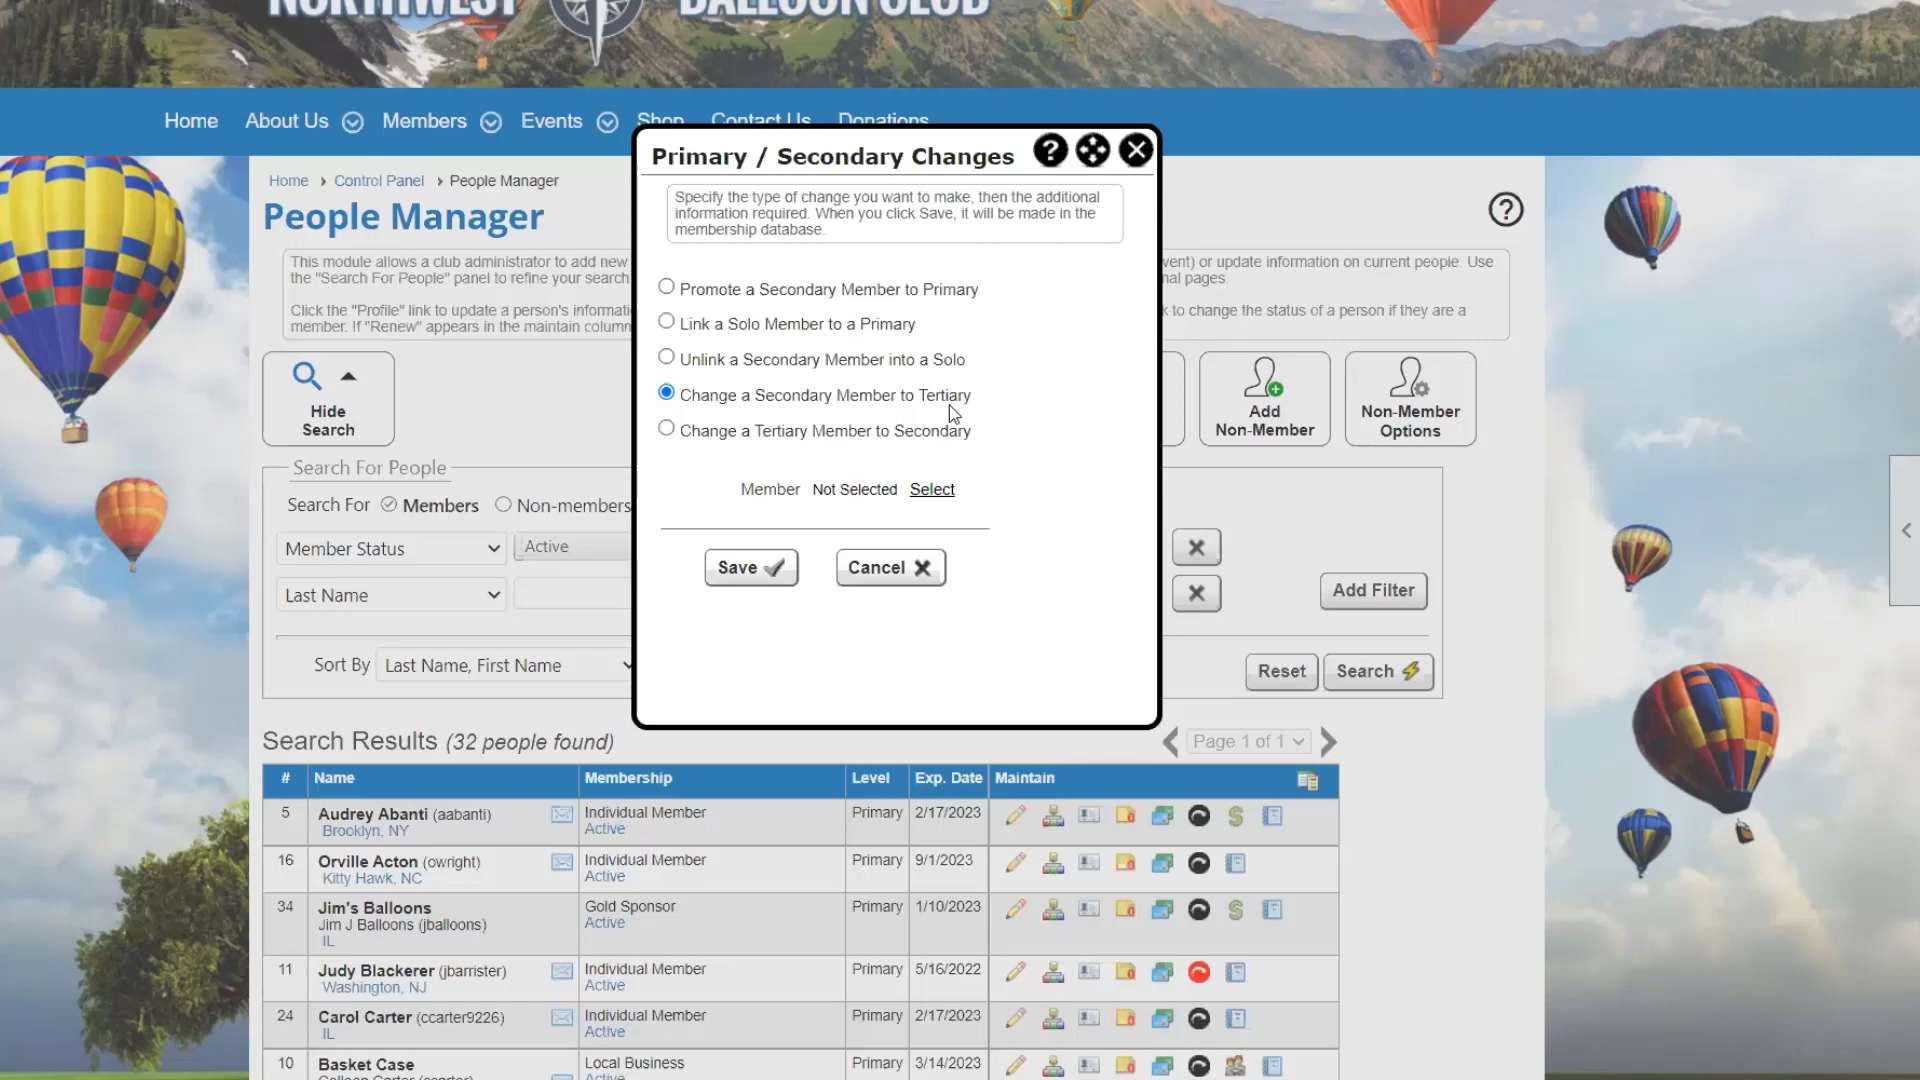 NORTHWEST BALLOON CLUB
Home About Us Members Events Shop Contact Us Donations
Home › Control Panel › People Manager
People Manager
This module allows a club administrator to add new
the "Search For People" panel to refine your search.
Click the "Profile" link to update a person's
member. If "Renew" appears in the maintain column
vent) or update information on current people. Use
nal pages.
k to change the status of a person if they are a
Hide
Search
Add
Non-Member
Non-Member
Options
Primary / Secondary Changes
Specify the type of change you want to make, then the additional
information required. When you click Save, it will be made in the
membership database.
Promote a Secondary Member to Primary
Link a Solo Member to a Primary
Unlink a Secondary Member into a Solo
Change a Secondary Member to Tertiary
Change a Tertiary Member to Secondary
Member Not Selected Select
Save Cancel
Search For People
Search For Members Non-members
Member Status Active
Last Name
Add Filter
Sort By Last Name, First Name
Reset Search
Search Results (32 people found)
Page 1 of 1
# Name Membership Level Exp. Date Maintain
5 Audrey Abanti (aabanti) Individual Member Primary 2/17/2023
Brooklyn, NY Active
16 Orville Acton (owright) Individual Member Primary 9/1/2023
Kitty Hawk, NC Active
34 Jim's Balloons Gold Sponsor Primary 1/10/2023
Jim J Balloons (jballoons) Active
IL
11 Judy Blackerer (jbarrister) Individual Member Primary 5/16/2022
Washington, NJ Active
24 Carol Carter (ccarter9226) Individual Member Primary 2/17/2023
IL Active
10 Basket Case Local Business Primary 3/14/2023
Active